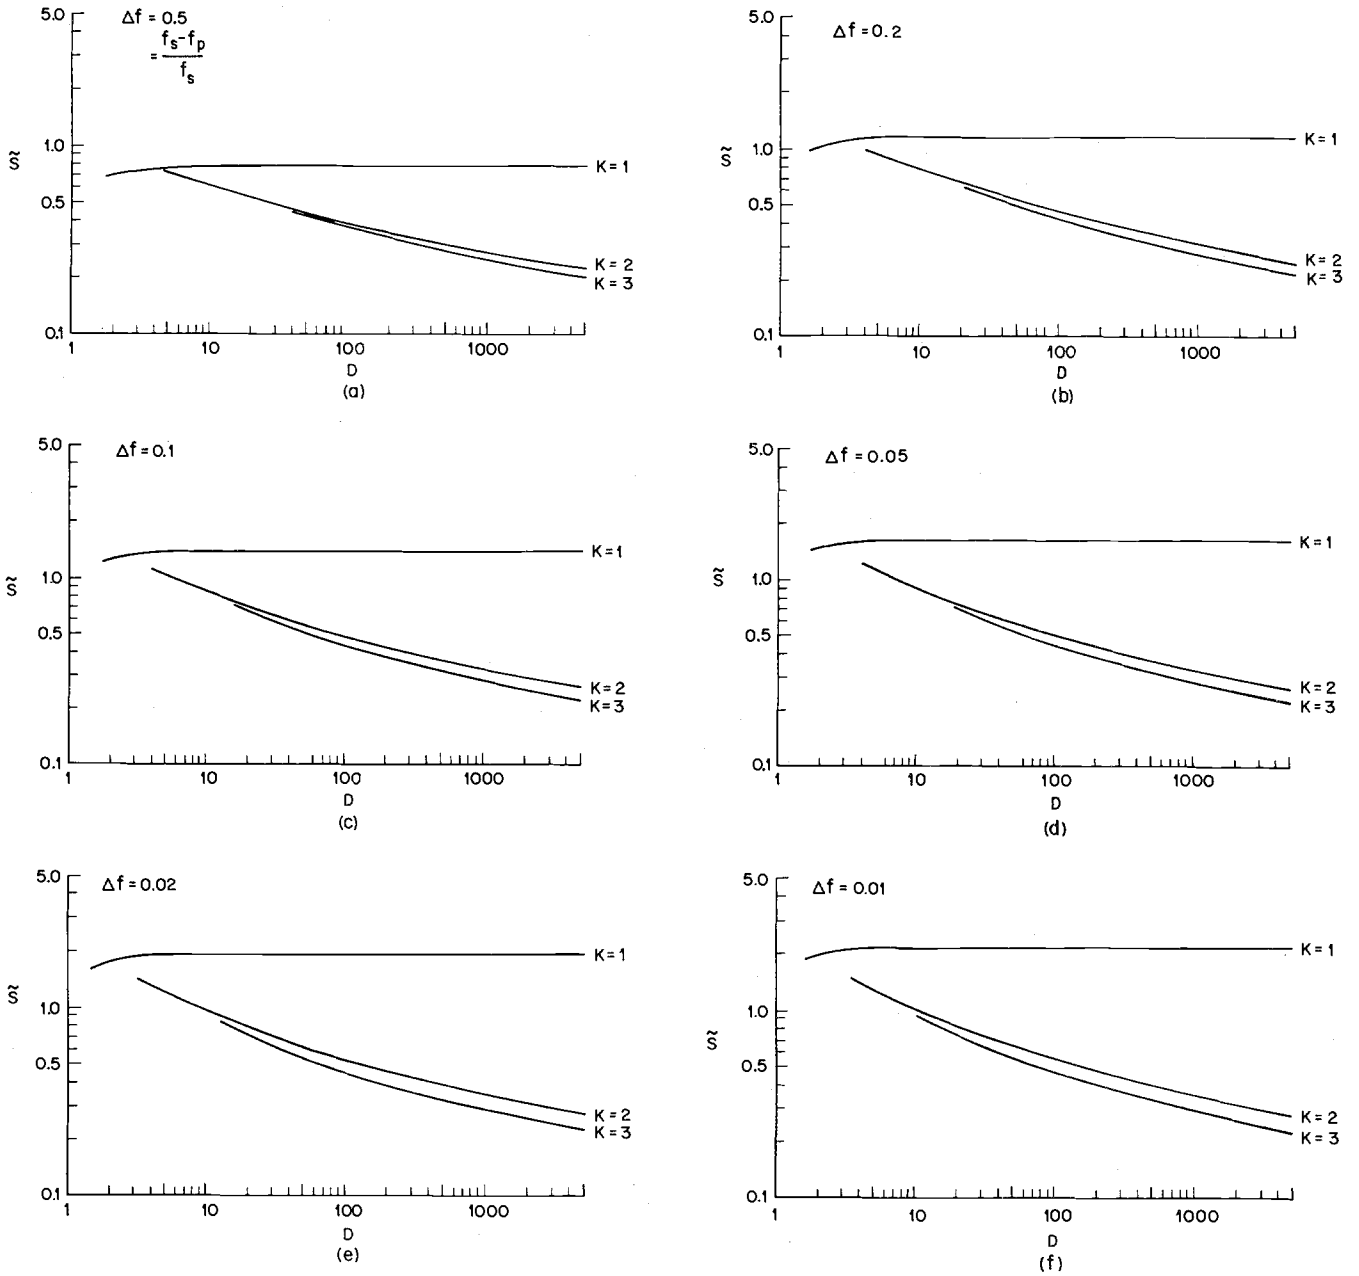 Δf = 0.5
= fs-fp
fs
5.0
1.0
S̃
0.5
0.1
K=1
K=2
K=3
1
10
100
1000
D
(a)
Δf = 0.2
5.0
1.0
S̃
0.5
0.1
K=1
K=2
K=3
1
10
100
1000
D
(b)
Δf = 0.1
5.0
1.0
S̃
0.5
0.1
K=1
K=2
K=3
1
10
100
1000
D
(c)
Δf = 0.05
5.0
1.0
S̃
0.5
0.1
K=1
K=2
K=3
1
10
100
1000
D
(d)
Δf = 0.02
5.0
1.0
S̃
0.5
0.1
K=1
K=2
K=3
1
10
100
1000
D
(e)
Δf = 0.01
5.0
1.0
S̃
0.5
0.1
K=1
K=2
K=3
1
10
100
1000
D
(f)